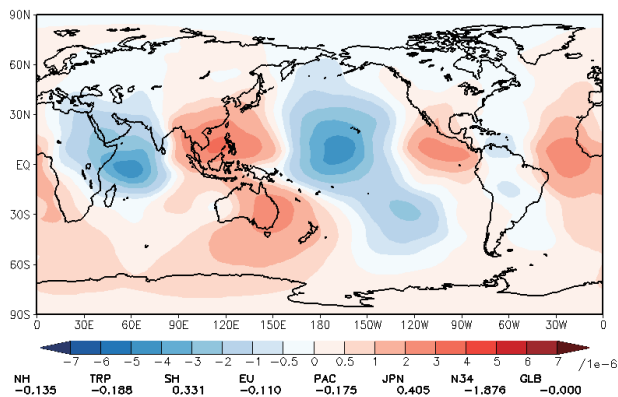 90N
60N
30N
EQ
30S
60S
90S
0 30E 60E 90E 120E 150E 180 150W 120W 90W 60W 30W 0
-7 -6 -5 -4 -3 -2 -1 -0.5 0 0.5 1 2 3 4 5 6 7 /1e-6
NH TRP SH EU PAC JPN N34 GLB
-0.135 -0.188 0.331 -0.110 -0.175 0.405 -1.876 -0.000